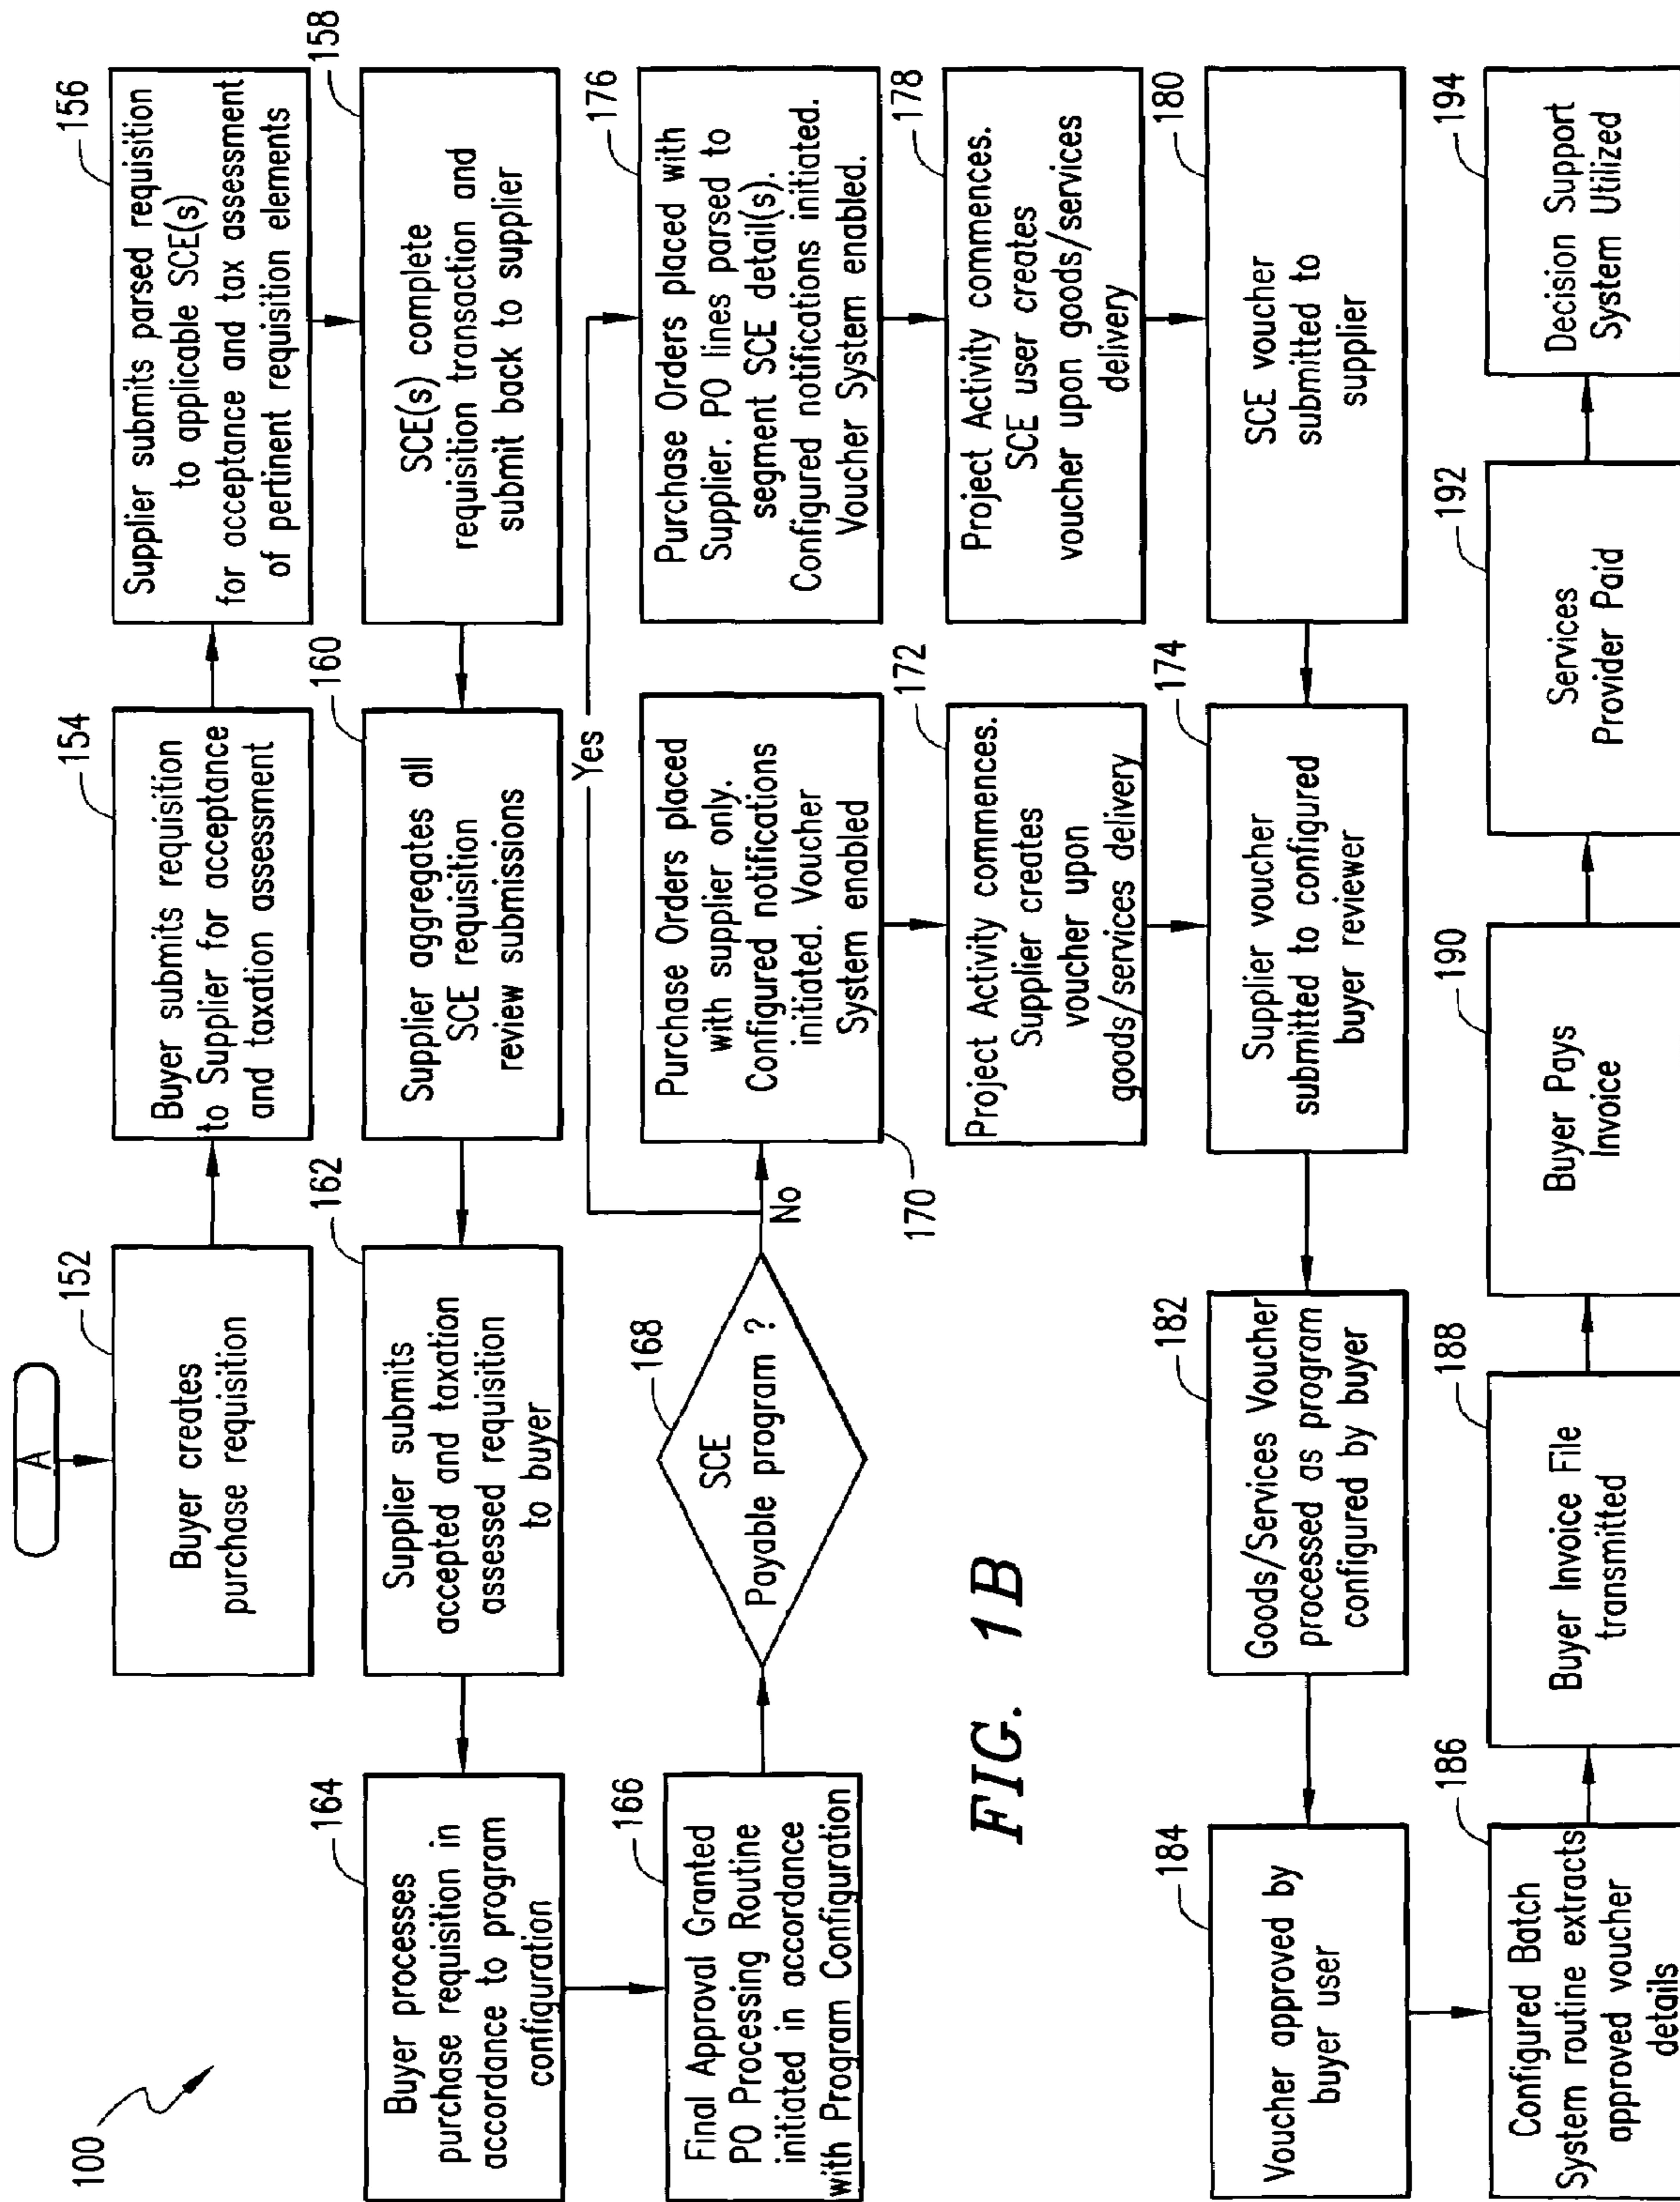 100
A
152
Buyer creates
purchase requisition
154
Buyer submits requisition
to Supplier for acceptance
and taxation assessment
156
Supplier submits parsed requisition
to applicable SCE(s)
for acceptance and tax assessment
of pertinent requisition elements
158
SCE(s) complete
requisition transaction and
submit back to supplier
160
Supplier aggregates all
SCE requisition
review submissions
162
Supplier submits
accepted and taxation
assessed requisition
to buyer
164
Buyer processes
purchase requisition in
accordance to program
configuration
166
Final Approval Granted
PO Processing Routine
initiated in accordance
with Program Configuration
168
SCE
Payable program ?
Yes
No
170
Purchase Orders placed
with supplier only.
Configured notifications
initiated. Voucher
System enabled
172
Project Activity commences.
Supplier creates
voucher upon
goods/services delivery
174
Supplier voucher
submitted to configured
buyer reviewer
176
Purchase Orders placed with
Supplier. PO lines parsed to
segment SCE detail(s).
Configured notifications initiated.
Voucher System enabled.
178
Project Activity commences.
SCE user creates
voucher upon goods/services
delivery
180
SCE voucher
submitted to
supplier
182
Goods/Services Voucher
processed as program
configured by buyer
184
Voucher approved by
buyer user
186
Configured Batch
System routine extracts
approved voucher
details
188
Buyer Invoice File
transmitted
190
Buyer Pays
Invoice
192
Services
Provider Paid
194
Decision Support
System Utilized
FIG. 1B